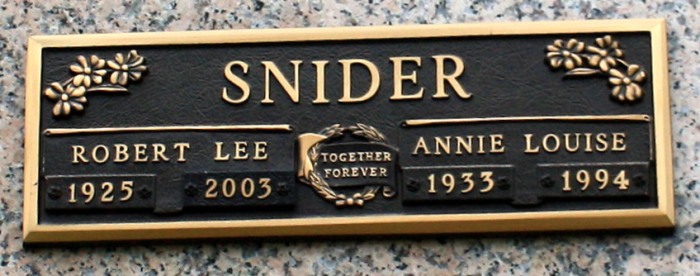 SNIDER
ROBERT LEE
1925 2003
TOGETHER
FOREVER
ANNIE LOUISE
1933 1994